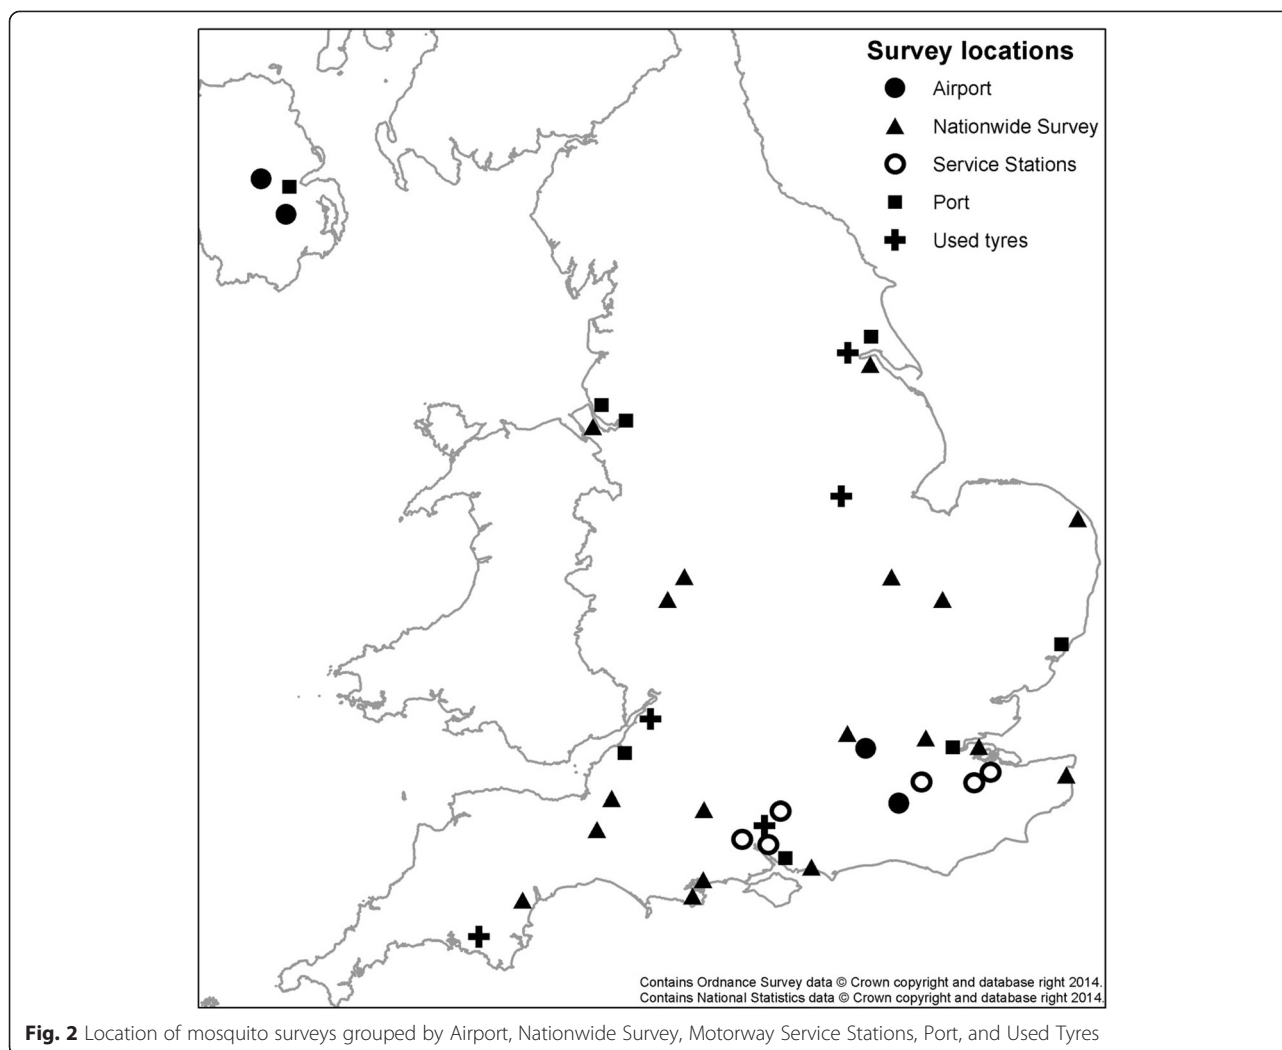 Survey locations
Airport
Nationwide Survey
Service Stations
Port
Used tyres
Contains Ordnance Survey data © Crown copyright and database right 2014.
Contains National Statistics data © Crown copyright and database right 2014.
Fig. 2 Location of mosquito surveys grouped by Airport, Nationwide Survey, Motorway Service Stations, Port, and Used Tyres